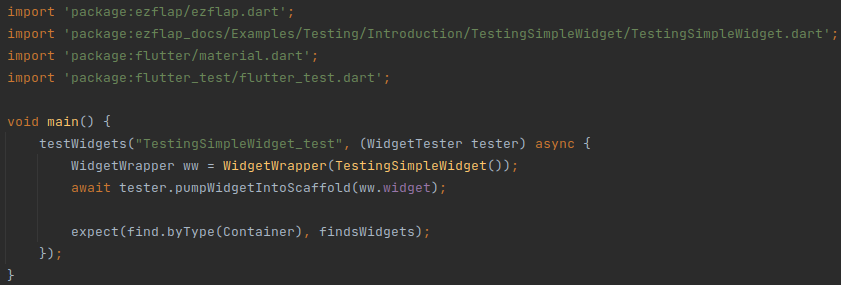 import 'package:ezflap/ezflap.dart';
import 'package:ezflap_docs/Examples/Testing/Introduction/TestingSimpleWidget/TestingSimpleWidget.dart';
import 'package:flutter/material.dart';
import 'package:flutter_test/flutter_test.dart';

void main() {
    testWidgets("TestingSimpleWidget_test", (WidgetTester tester) async {
        WidgetWrapper ww = WidgetWrapper(TestingSimpleWidget());
        await tester.pumpWidgetIntoScaffold(ww.widget);

        expect(find.byType(Container), findsWidgets);
    });
}